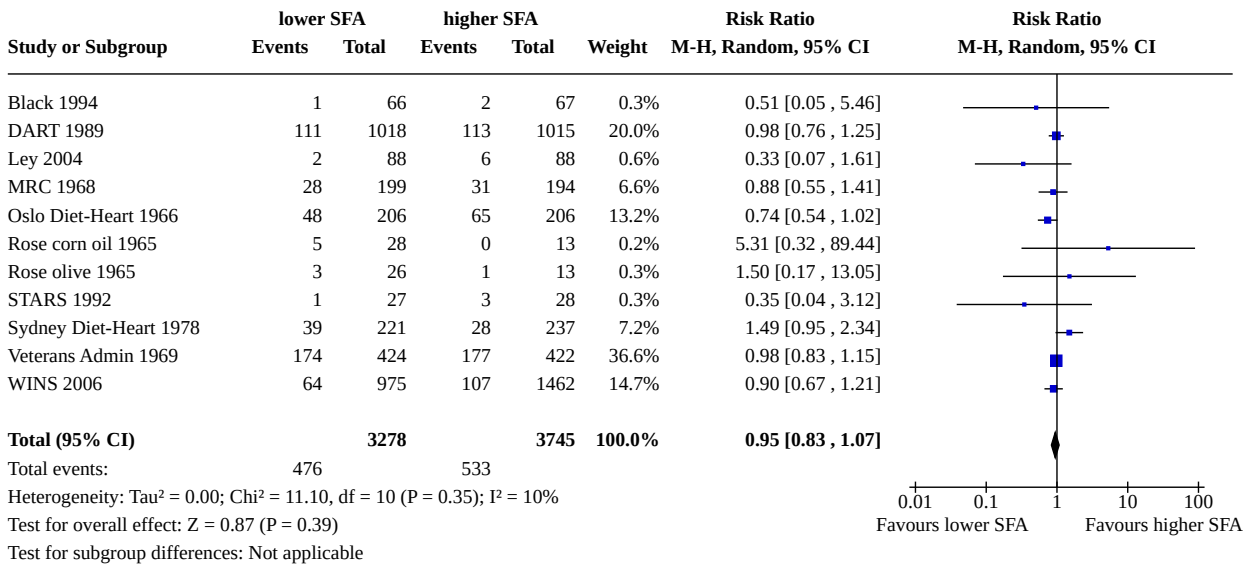 lower SFA higher SFA Risk Ratio Risk Ratio
Study or Subgroup Events Total Events Total Weight M-H, Random, 95% CI M-H, Random, 95% CI
Black 1994 1 66 2 67 0.3% 0.51 [0.05 , 5.46]
DART 1989 111 1018 113 1015 20.0% 0.98 [0.76 , 1.25]
Ley 2004 2 88 6 88 0.6% 0.33 [0.07 , 1.61]
MRC 1968 28 199 31 194 6.6% 0.88 [0.55 , 1.41]
Oslo Diet-Heart 1966 48 206 65 206 13.2% 0.74 [0.54 , 1.02]
Rose corn oil 1965 5 28 0 13 0.2% 5.31 [0.32 , 89.44]
Rose olive 1965 3 26 1 13 0.3% 1.50 [0.17 , 13.05]
STARS 1992 1 27 3 28 0.3% 0.35 [0.04 , 3.12]
Sydney Diet-Heart 1978 39 221 28 237 7.2% 1.49 [0.95 , 2.34]
Veterans Admin 1969 174 424 177 422 36.6% 0.98 [0.83 , 1.15]
WINS 2006 64 975 107 1462 14.7% 0.90 [0.67 , 1.21]
Total (95% CI) 3278 3745 100.0% 0.95 [0.83 , 1.07]
Total events: 476 533
Heterogeneity: Tau² = 0.00; Chi² = 11.10, df = 10 (P = 0.35); I² = 10%
Test for overall effect: Z = 0.87 (P = 0.39)
Test for subgroup differences: Not applicable
0.01 0.1 1 10 100
Favours lower SFA Favours higher SFA